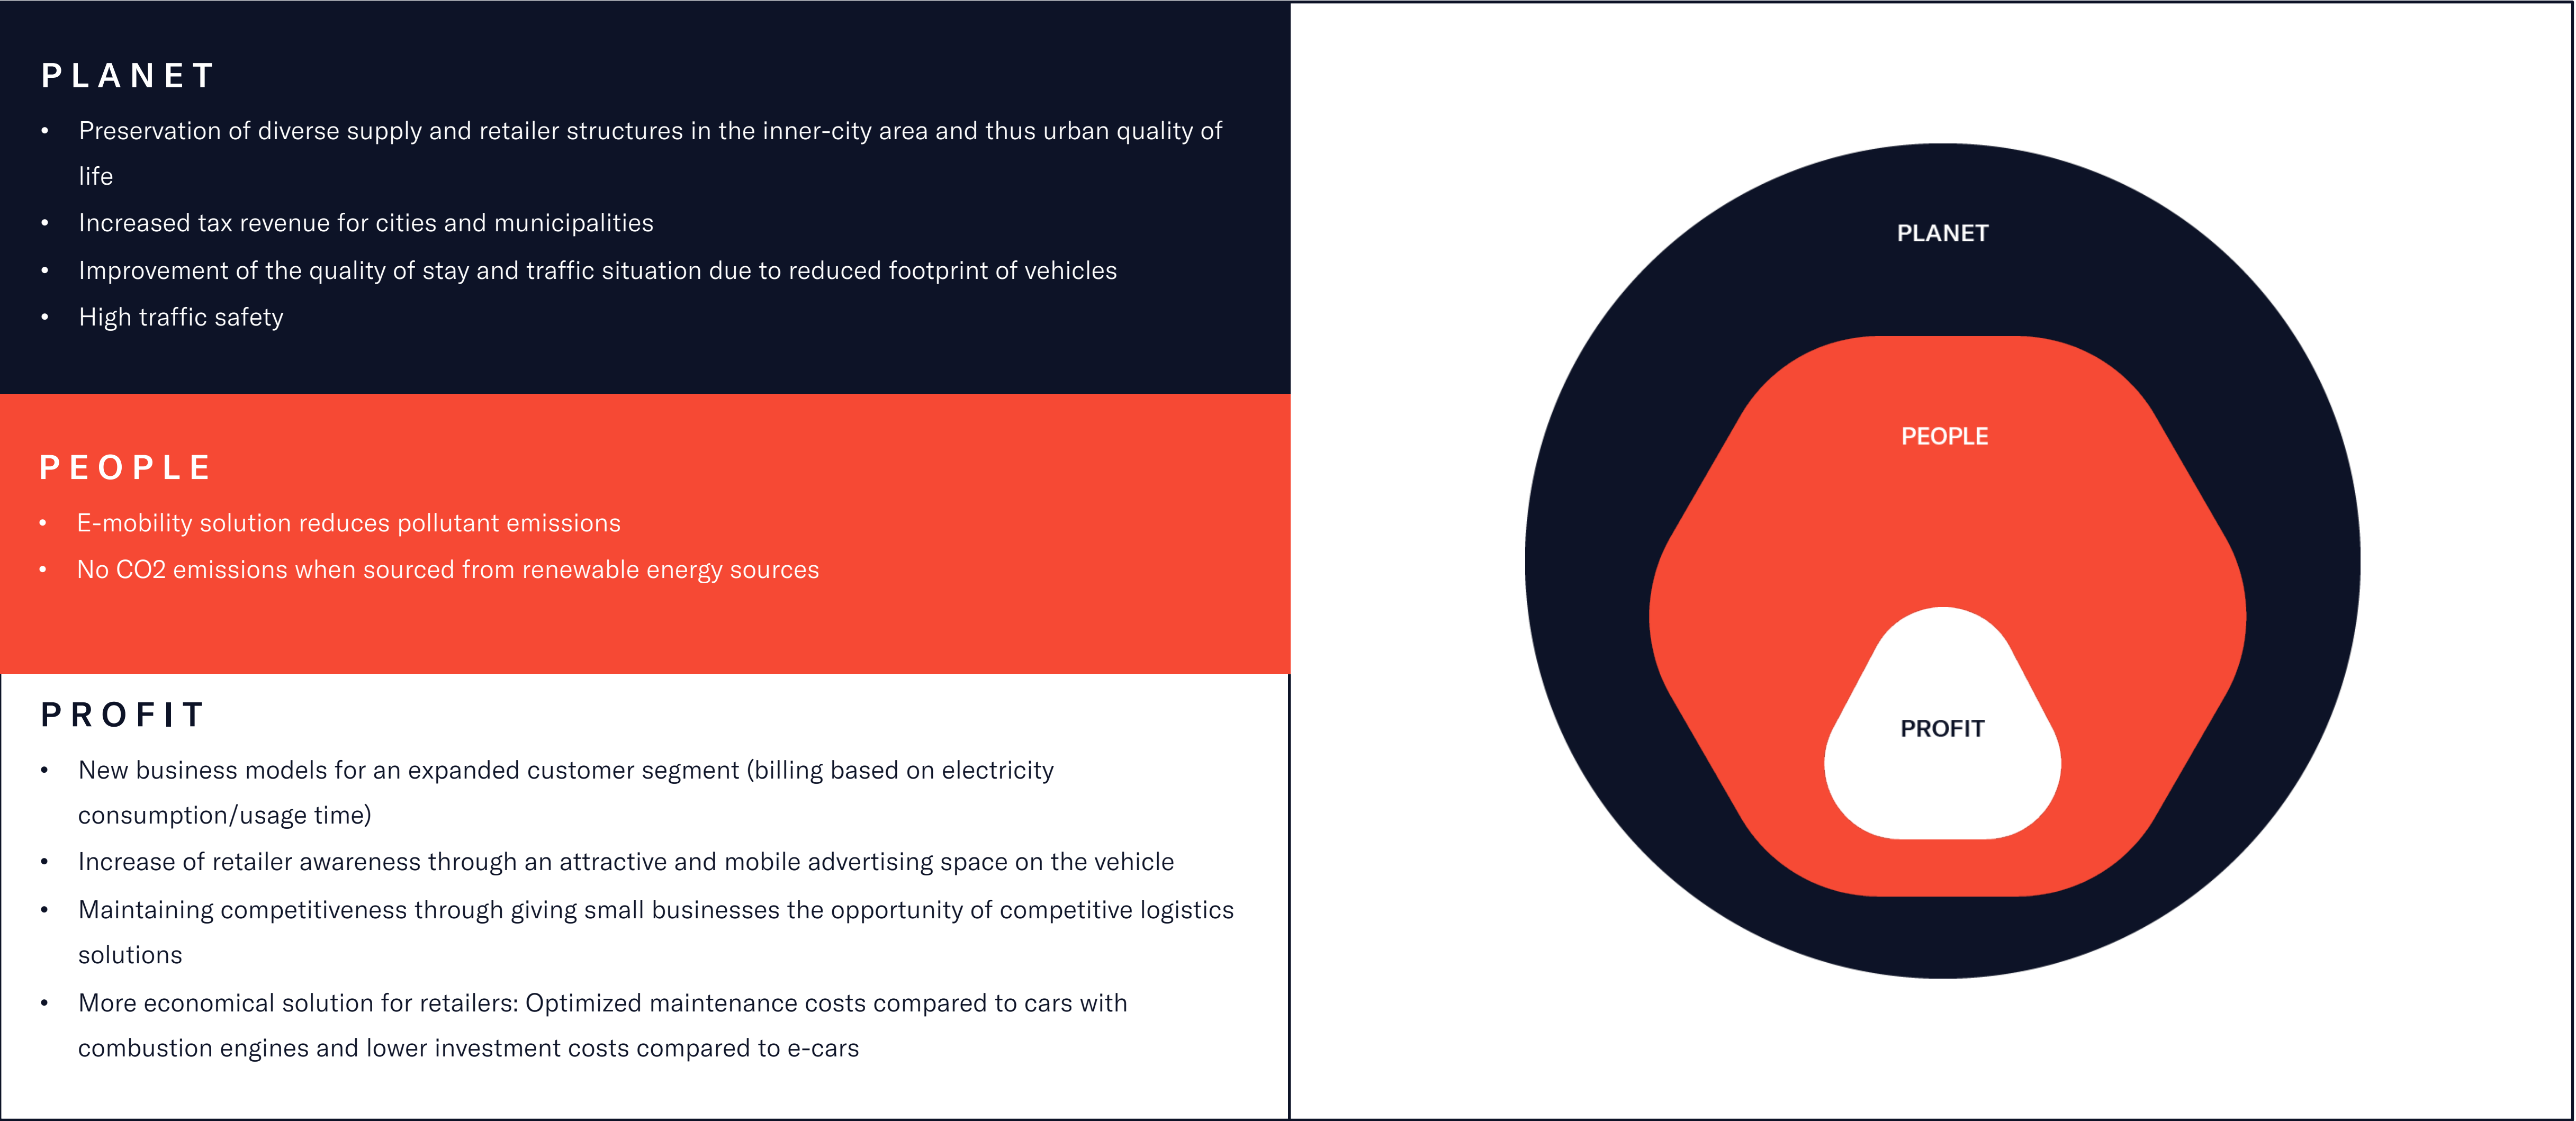 PLANET
• Preservation of diverse supply and retailer structures in the inner-city area and thus urban quality of
life
• Increased tax revenue for cities and municipalities
• Improvement of the quality of stay and traffic situation due to reduced footprint of vehicles
• High traffic safety
PEOPLE
• E-mobility solution reduces pollutant emissions
• No CO2 emissions when sourced from renewable energy sources
PROFIT
• New business models for an expanded customer segment (billing based on electricity
consumption/usage time)
• Increase of retailer awareness through an attractive and mobile advertising space on the vehicle
• Maintaining competitiveness through giving small businesses the opportunity of competitive logistics
solutions
• More economical solution for retailers: Optimized maintenance costs compared to cars with
combustion engines and lower investment costs compared to e-cars
PLANET
PEOPLE
PROFIT